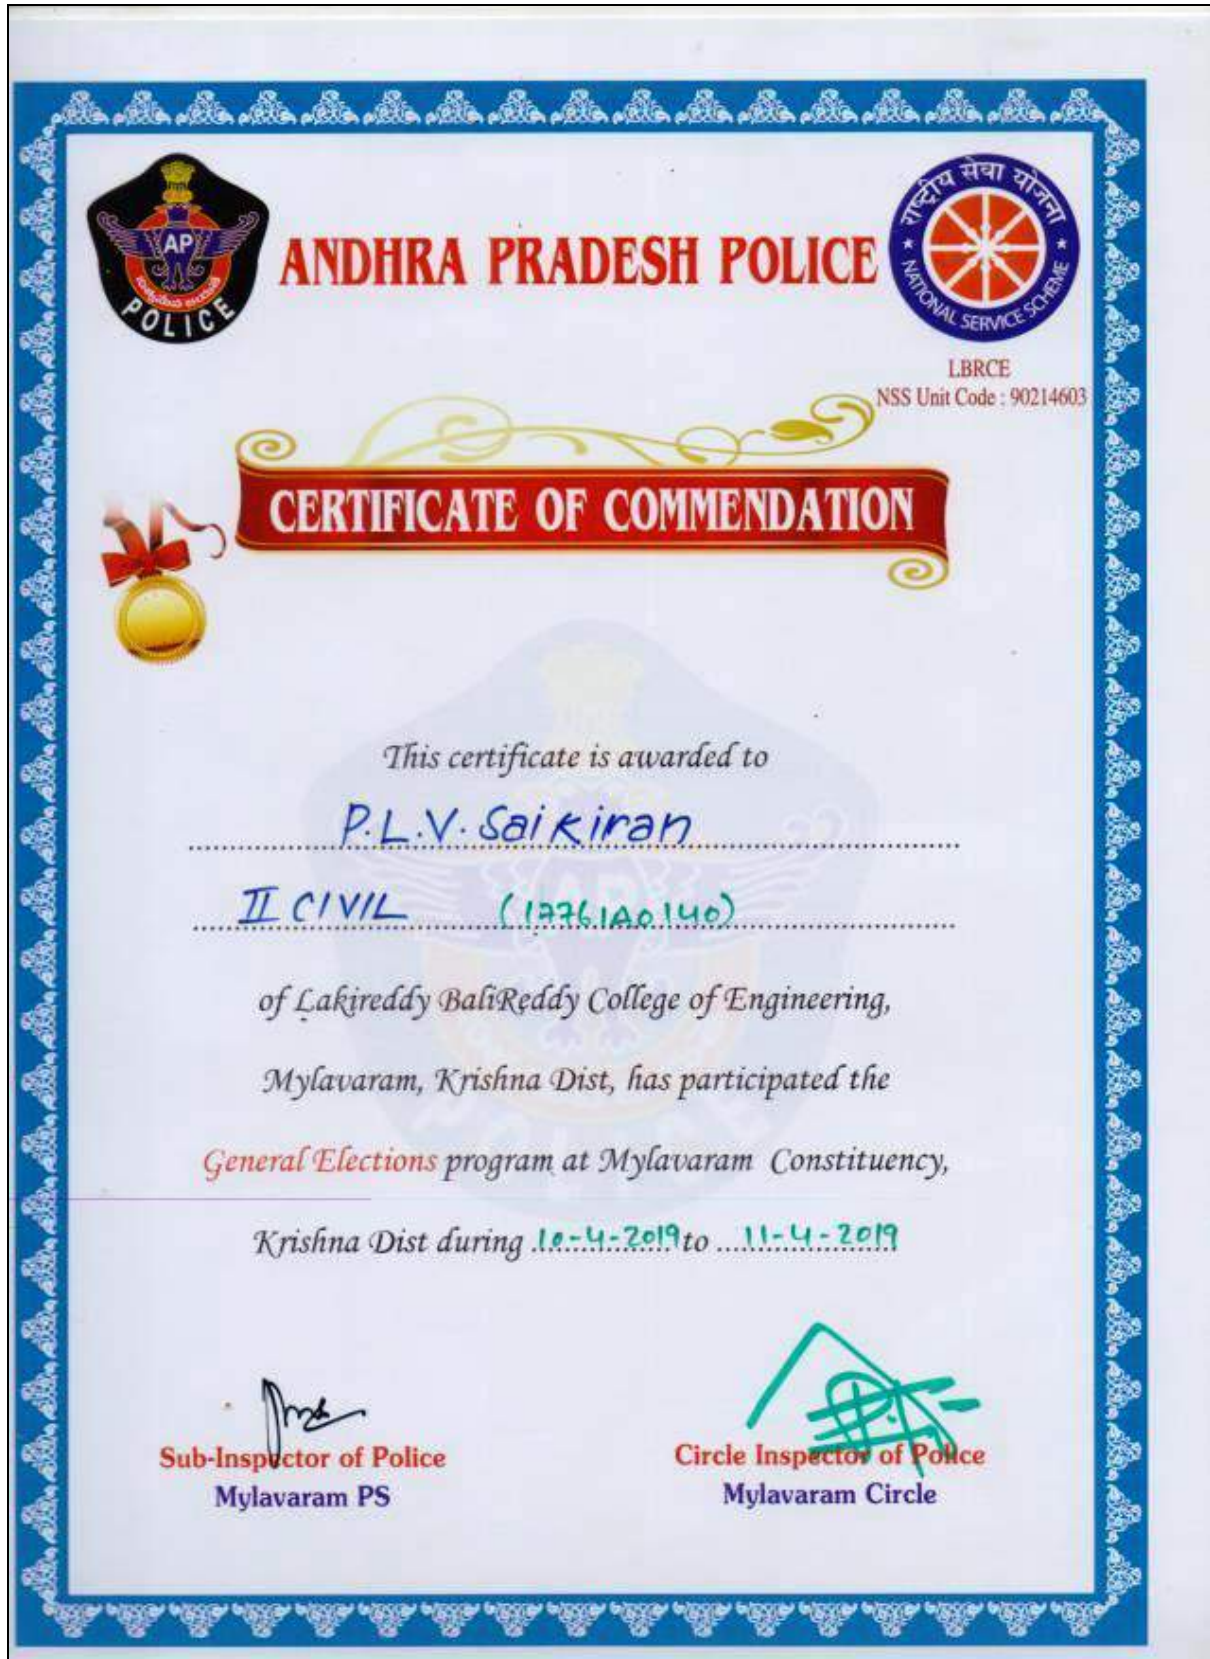 ANDHRA PRADESH POLICE
AP
POLICE
राष्ट्रीय सेवा योजना
NATIONAL SERVICE SCHEME
LBRCE
NSS Unit Code : 90214603
CERTIFICATE OF COMMENDATION
This certificate is awarded to
P.L.V. Saikiran
II CIVIL (17761A0140)
of Lakireddy BaliReddy College of Engineering,
Mylavaram, Krishna Dist, has participated the
General Elections program at Mylavaram Constituency,
Krishna Dist during 10-4-2019 to 11-4-2019
Sub-Inspector of Police
Mylavaram PS
Circle Inspector of Police
Mylavaram Circle